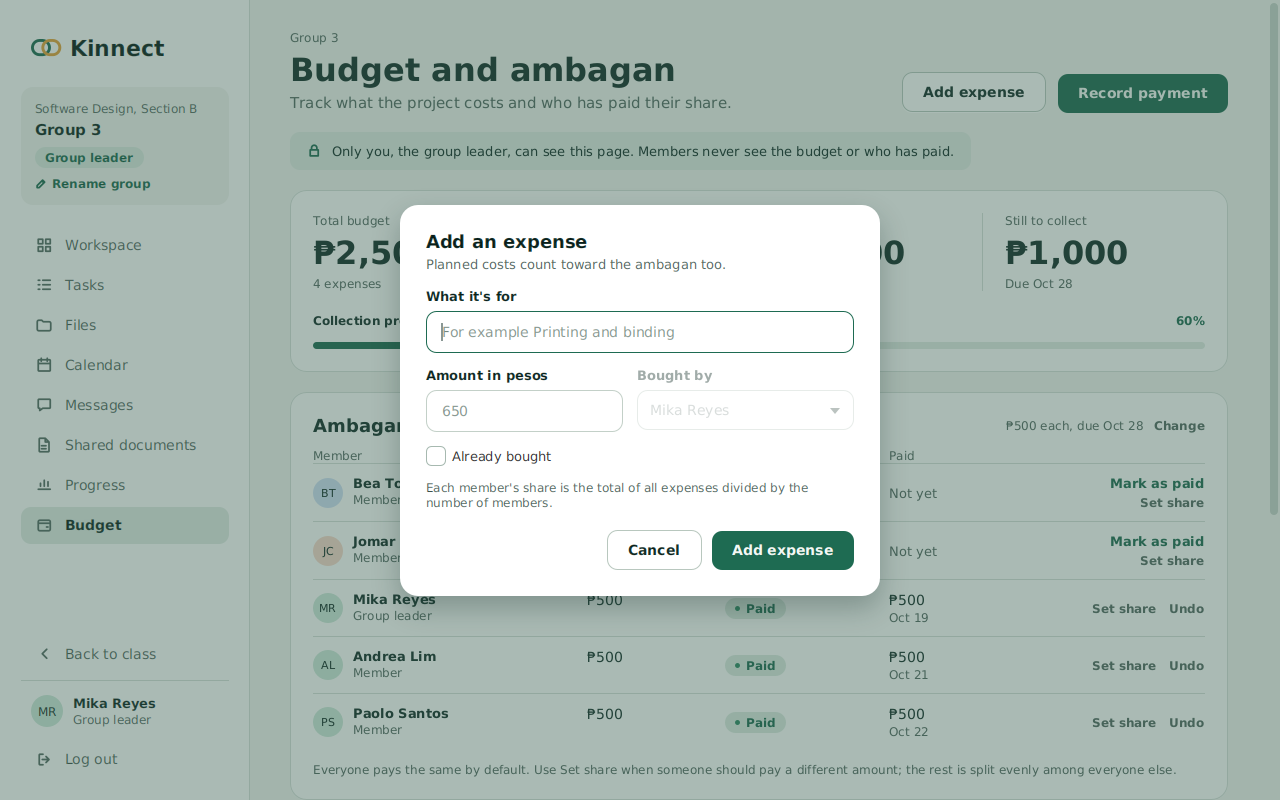 Kinnect
Software Design, Section B
Group 3
Group leader
Rename group
Workspace
Tasks
Files
Calendar
Messages
Shared documents
Progress
Budget
Back to class
MR
Mika Reyes
Group leader
Log out
Group 3
Budget and ambagan
Track what the project costs and who has paid their share.
Add expense
Record payment
Only you, the group leader, can see this page. Members never see the budget or who has paid.
Total budget
4 expenses
Still to collect
₱1,000
Due Oct 28
Collection
60%
Add an expense
Planned costs count toward the ambagan too.
What it's for
For example Printing and binding
Amount in pesos
Bought by
650
Mika Reyes
Already bought
Each member's share is the total of all expenses divided by the
number of members.
Cancel
Add expense
Ambagan
₱500 each, due Oct 28
Change
Member
Paid
BT
Bea
Member
Not yet
Mark as paid
Set share
JC
Jomar
Member
Not yet
Mark as paid
Set share
MR
Mika Reyes
Group leader
₱500
Paid
₱500
Oct 19
Set share
Undo
AL
Andrea Lim
Member
₱500
Paid
₱500
Oct 21
Set share
Undo
PS
Paolo Santos
Member
₱500
Paid
₱500
Oct 22
Set share
Undo
Everyone pays the same by default. Use Set share when someone should pay a different amount; the rest is split evenly among everyone else.